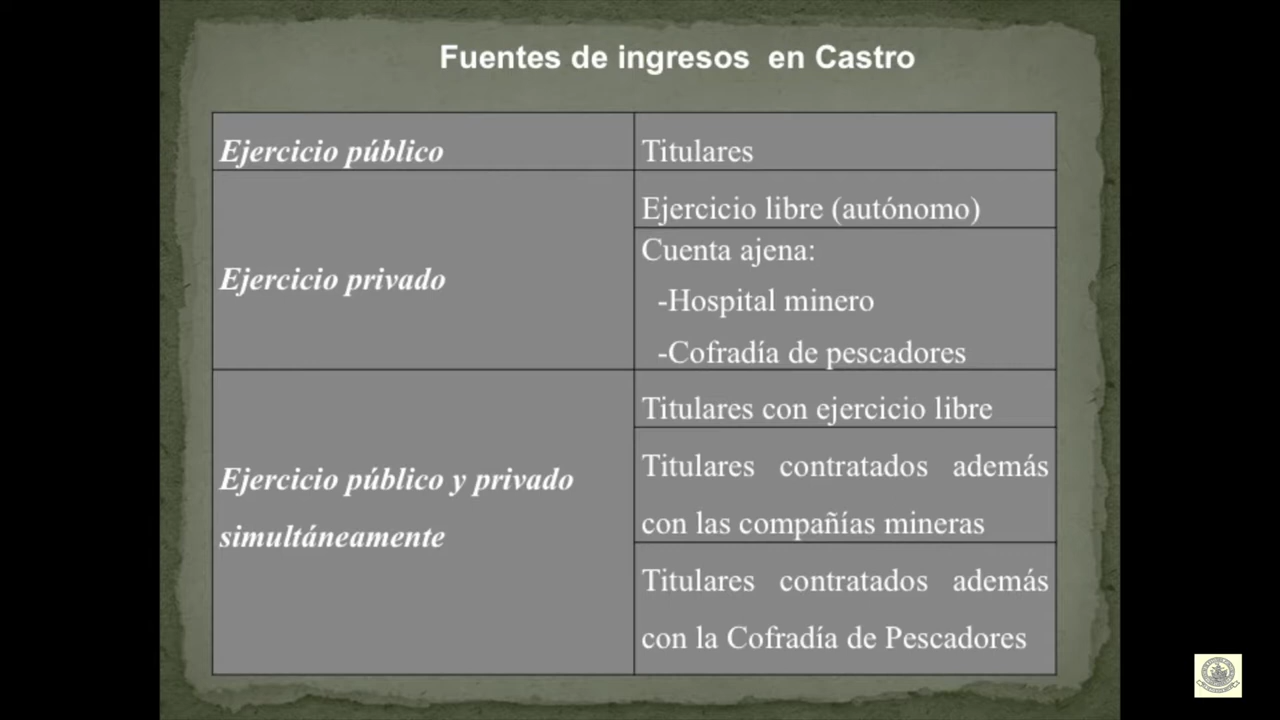 Fuentes de ingresos en Castro
Ejercicio público
Titulares
Ejercicio privado
Ejercicio libre (autónomo)
Cuenta ajena:
-Hospital minero
-Cofradía de pescadores
Ejercicio público y privado
simultáneamente
Titulares con ejercicio libre
Titulares contratados además
con las compañías mineras
Titulares contratados además
con la Cofradía de Pescadores